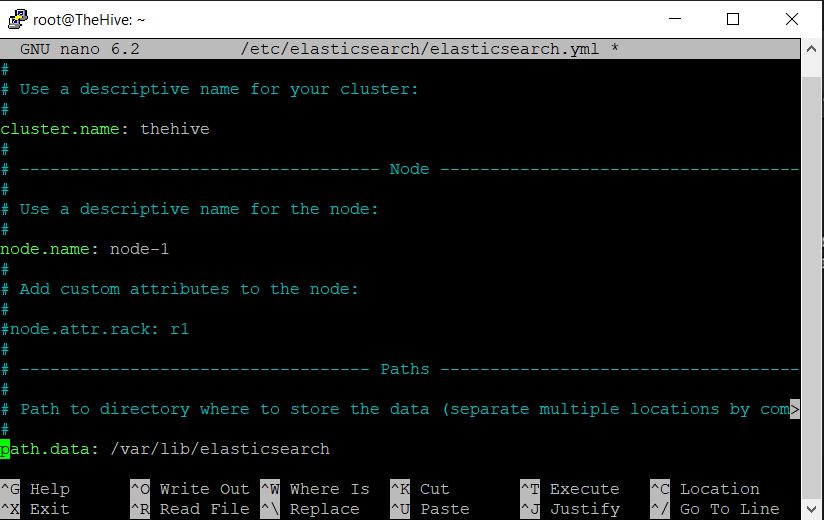 root@TheHive: ~
GNU nano 6.2 /etc/elasticsearch/elasticsearch.yml *
#
# Use a descriptive name for your cluster:
#
cluster.name: thehive
#
# ------------------------------------ Node ------------------------------------
#
# Use a descriptive name for the node:
#
node.name: node-1
#
# Add custom attributes to the node:
#
#node.attr.rack: r1
#
# ----------------------------------- Paths ------------------------------------
#
# Path to directory where to store the data (separate multiple locations by com>
#
path.data: /var/lib/elasticsearch
^G Help ^O Write Out ^W Where Is ^K Cut ^T Execute ^C Location
^X Exit ^R Read File ^\ Replace ^U Paste ^J Justify ^/ Go To Line